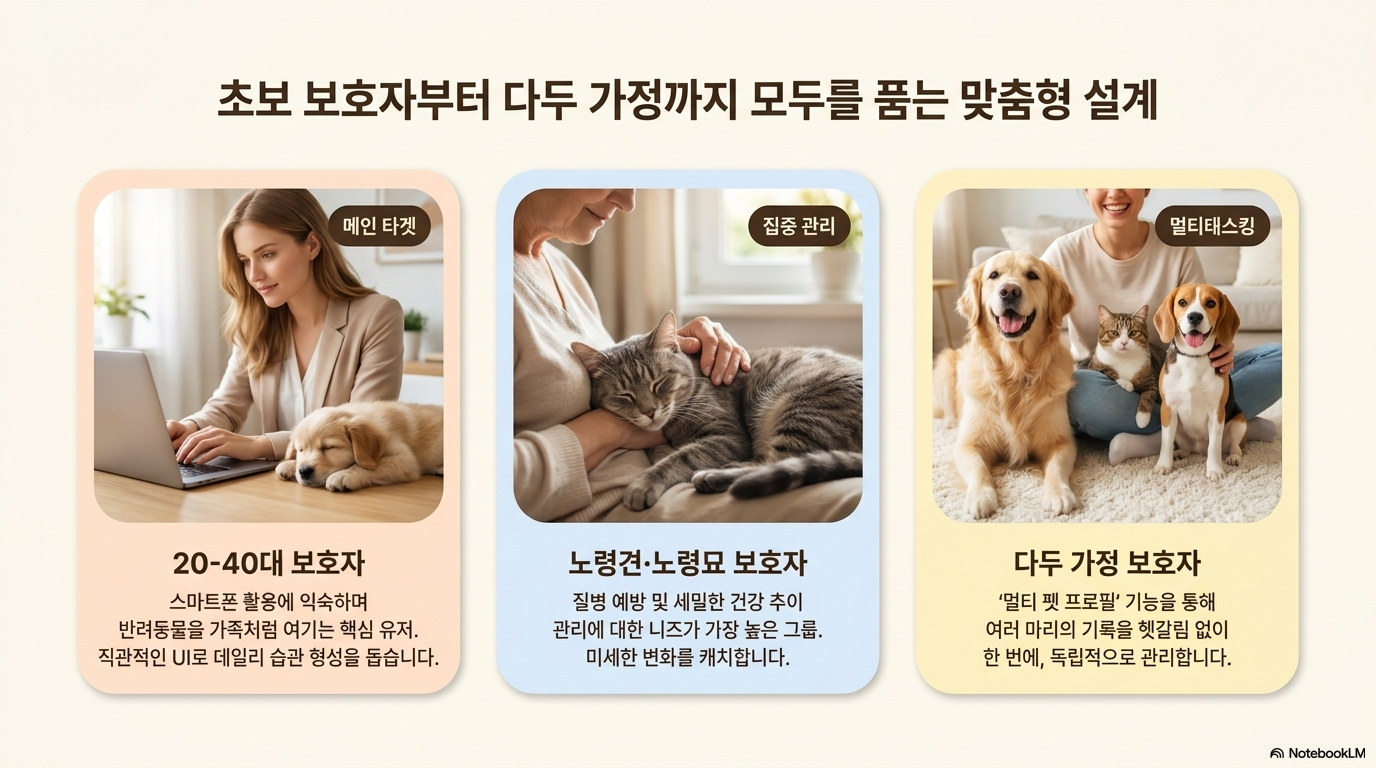 초보 보호자부터 다두 가정까지 모두를 품는 맞춤형 설계
메인 타겟
20-40대 보호자
스마트폰 활용에 익숙하며
반려동물을 가족처럼 여기는 핵심 유저.
직관적인 UI로 데일리 습관 형성을 돕습니다.
집중 관리
노령견·노령묘 보호자
질병 예방 및 세밀한 건강 추이
관리에 대한 니즈가 가장 높은 그룹.
미세한 변화를 캐치합니다.
멀티태스킹
다두 가정 보호자
‘멀티 펫 프로필’ 기능을 통해
여러 마리의 기록을 헷갈림 없이
한 번에, 독립적으로 관리합니다.
NotebookLM